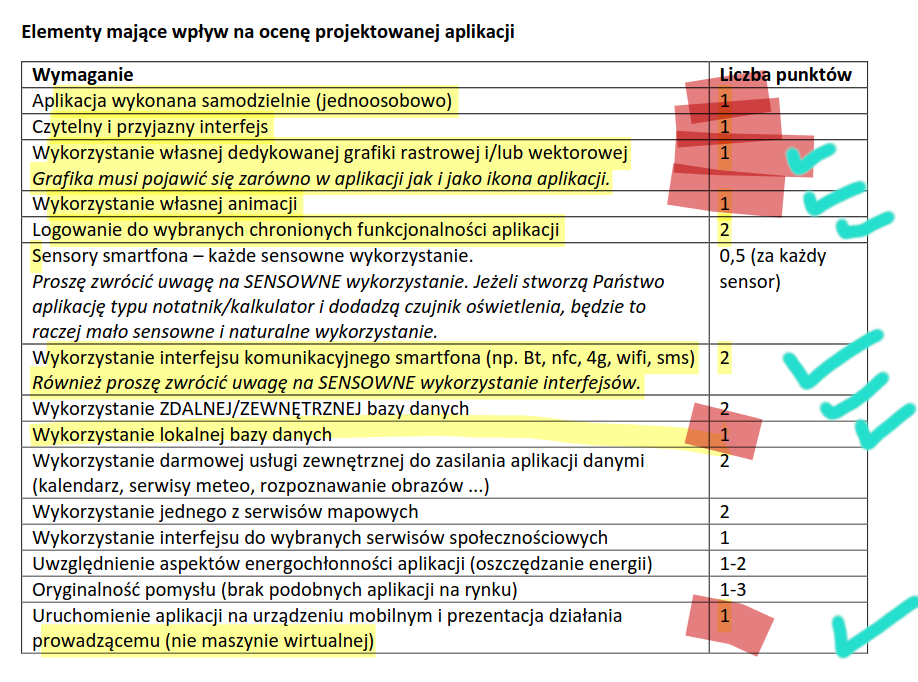 Elementy mające wpływ na ocenę projektowanej aplikacji
Wymaganie Liczba punktów
Aplikacja wykonana samodzielnie (jednoosobowo) 1
Czytelny i przyjazny interfejs 1
Wykorzystanie własnej dedykowanej grafiki rastrowej i/lub wektorowej 1
Grafika musi pojawić się zarówno w aplikacji jak i jako ikona aplikacji.
Wykorzystanie własnej animacji 1
Logowanie do wybranych chronionych funkcjonalności aplikacji 2
Sensory smartfona – każde sensowne wykorzystanie. 0,5 (za każdy
Proszę zwrócić uwagę na SENSOWNE wykorzystanie. Jeżeli stworzą Państwo sensor)
aplikację typu notatnik/kalkulator i dodadzą czujnik oświetlenia, będzie to
raczej mało sensowne i naturalne wykorzystanie.
Wykorzystanie interfejsu komunikacyjnego smartfona (np. Bt, nfc, 4g, wifi, sms) 2
Również proszę zwrócić uwagę na SENSOWNE wykorzystanie interfejsów.
Wykorzystanie ZDALNEJ/ZEWNĘTRZNEJ bazy danych 2
Wykorzystanie lokalnej bazy danych 1
Wykorzystanie darmowej usługi zewnętrznej do zasilania aplikacji danymi 2
(kalendarz, serwisy meteo, rozpoznawanie obrazów ...)
Wykorzystanie jednego z serwisów mapowych 2
Wykorzystanie interfejsu do wybranych serwisów społecznościowych 1
Uwzględnienie aspektów energochłonności aplikacji (oszczędzanie energii) 1-2
Oryginalność pomysłu (brak podobnych aplikacji na rynku) 1-3
Uruchomienie aplikacji na urządzeniu mobilnym i prezentacja działania 1
prowadzącemu (nie maszynie wirtualnej)